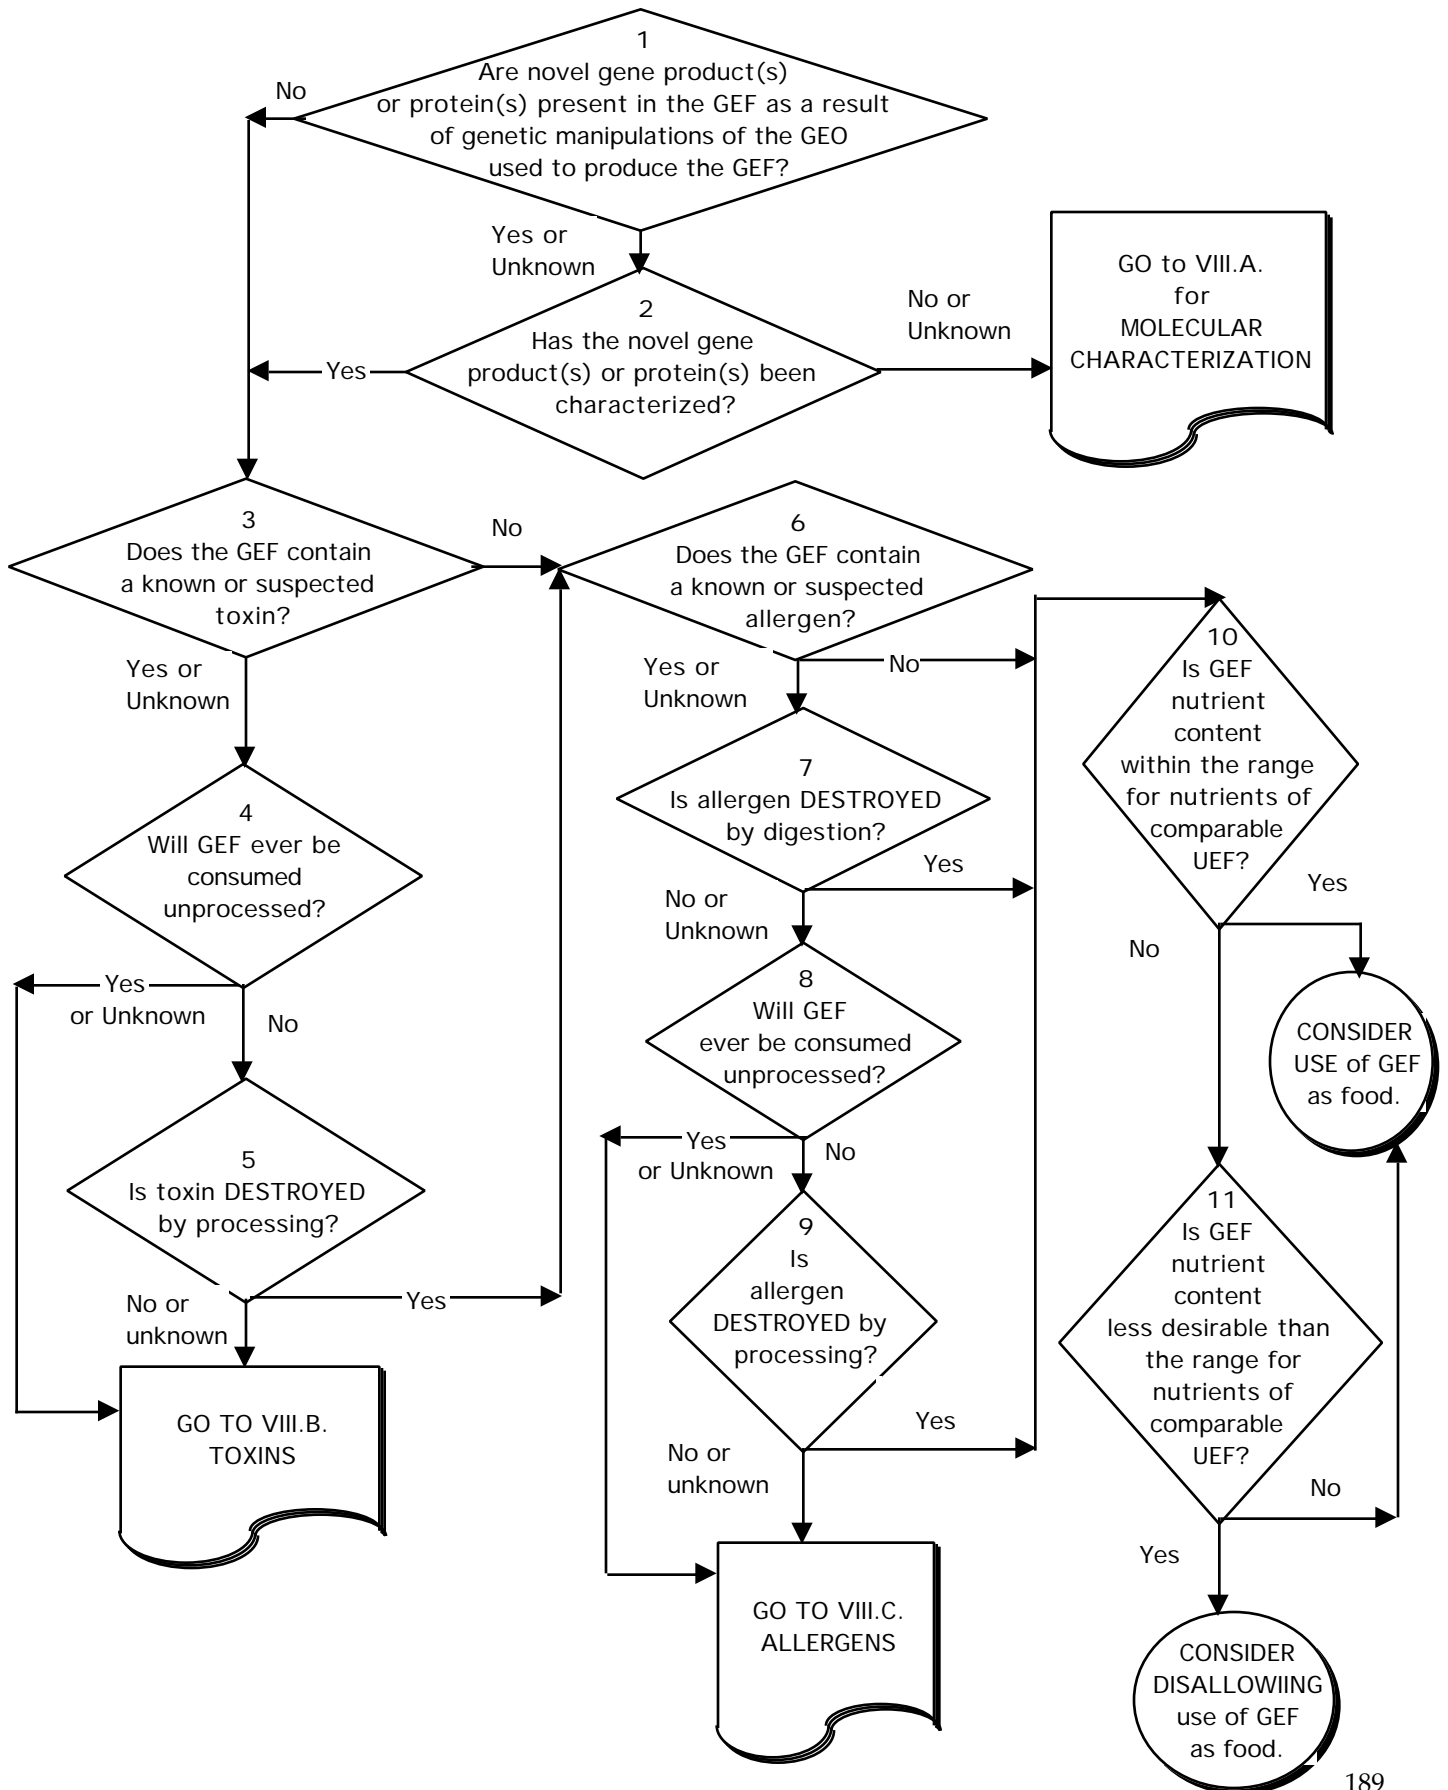 1
Are novel gene product(s)
or protein(s) present in the GEF as a result
of genetic manipulations of the GEO
used to produce the GEF?
No
Yes or
Unknown
2
Has the novel gene
product(s) or protein(s) been
characterized?
Yes
No or
Unknown
GO to VIII.A.
for
MOLECULAR
CHARACTERIZATION
3
Does the GEF contain
a known or suspected
toxin?
No
Yes or
Unknown
4
Will GEF ever be
consumed
unprocessed?
Yes
or Unknown
No
5
Is toxin DESTROYED
by processing?
Yes
No or
unknown
GO TO VIII.B.
TOXINS
6
Does the GEF contain
a known or suspected
allergen?
No
Yes or
Unknown
7
Is allergen DESTROYED
by digestion?
Yes
No or
Unknown
8
Will GEF
ever be consumed
unprocessed?
Yes
or Unknown
No
9
Is
allergen
DESTROYED by
processing?
Yes
No or
unknown
GO TO VIII.C.
ALLERGENS
10
Is GEF
nutrient
content
within the range
for nutrients of
comparable
UEF?
Yes
No
CONSIDER
USE of GEF
as food.
11
Is GEF
nutrient
content
less desirable than
the range for
nutrients of
comparable
UEF?
No
Yes
CONSIDER
DISALLOWIING
use of GEF
as food.
189